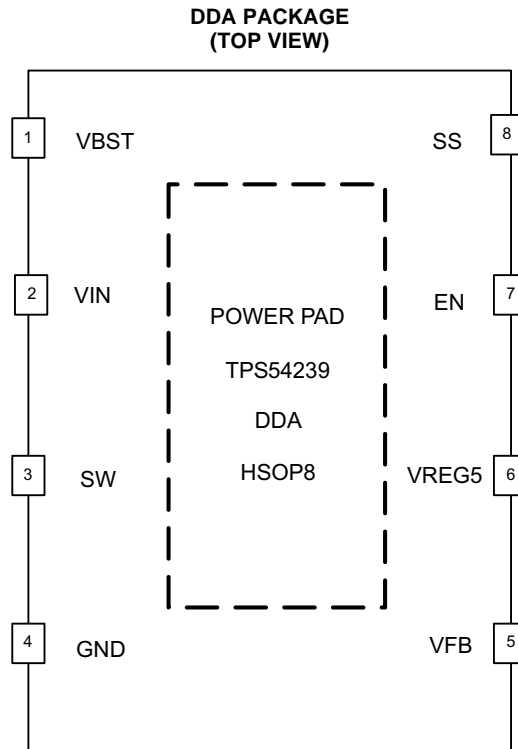 DDA PACKAGE
(TOP VIEW)
1 VBST SS 8
2 VIN EN 7
POWER PAD
TPS54239
DDA
HSOP8
3 SW VREG5 6
4 GND VFB 5